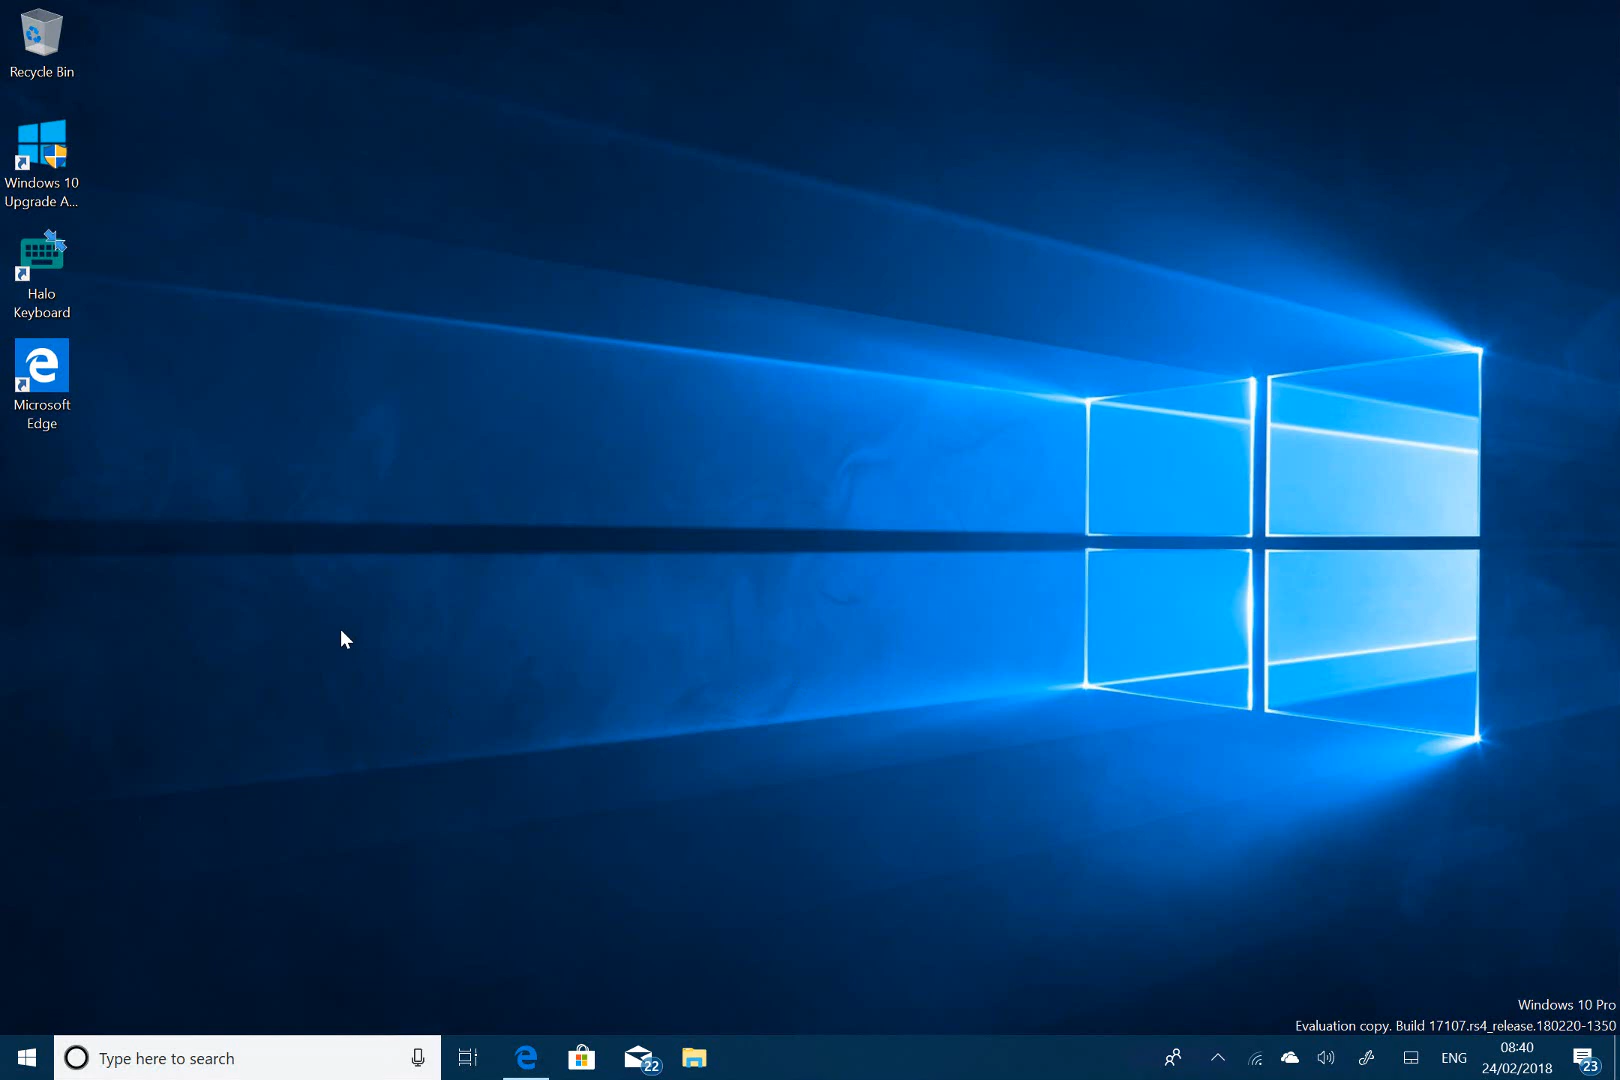 Recycle Bin
Windows 10
Upgrade A...
Halo
Keyboard
Microsoft
Edge
Windows 10 Pro
Evaluation copy. Build 17107.rs4_release.180220-1350
Type here to search
22
ENG
08:40
24/02/2018
23